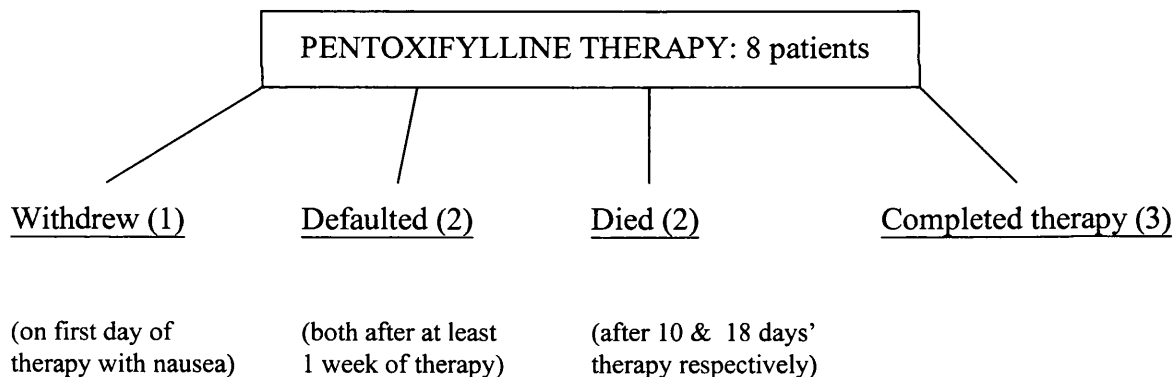 PENTOXIFYLLINE THERAPY: 8 patients
Withdrew (1)
Defaulted (2)
Died (2)
Completed therapy (3)
(on first day of
therapy with nausea)
(both after at least
1 week of therapy)
(after 10 & 18 days’
therapy respectively)